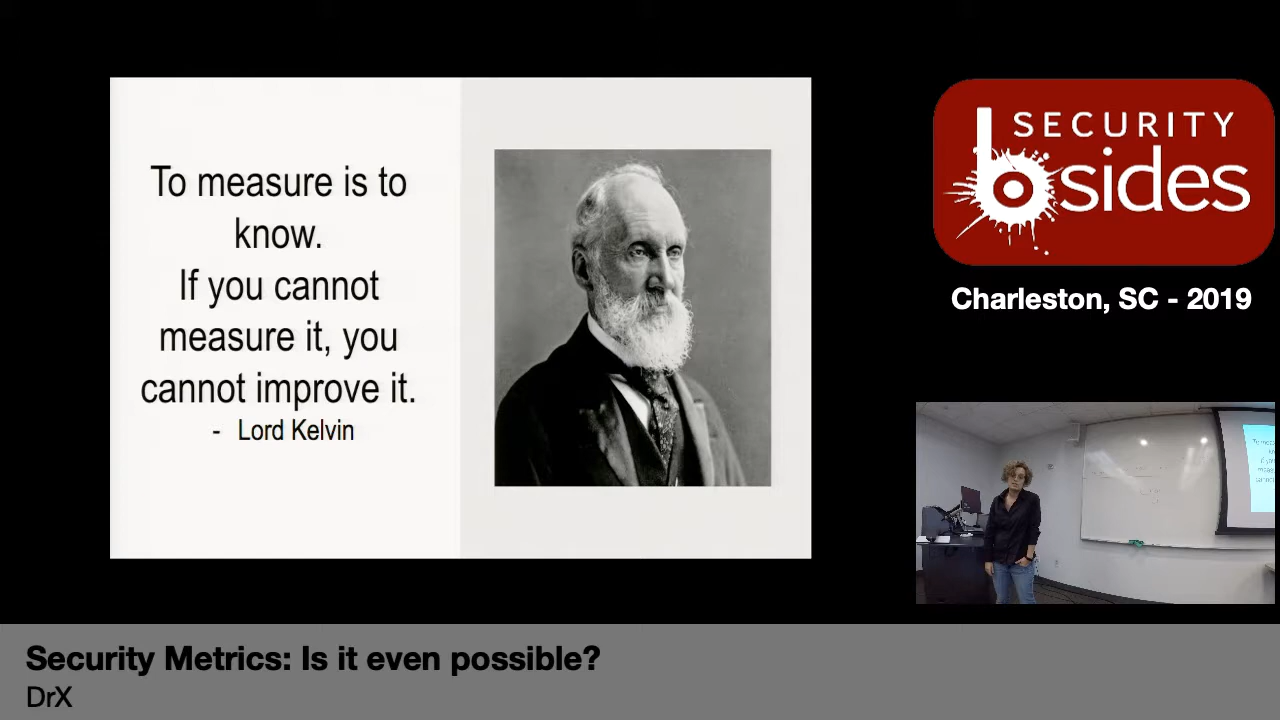 To measure is to
know.
If you cannot
measure it, you
cannot improve it.
- Lord Kelvin
SECURITY
bsides
Charleston, SC - 2019
Security Metrics: Is it even possible?
DrX